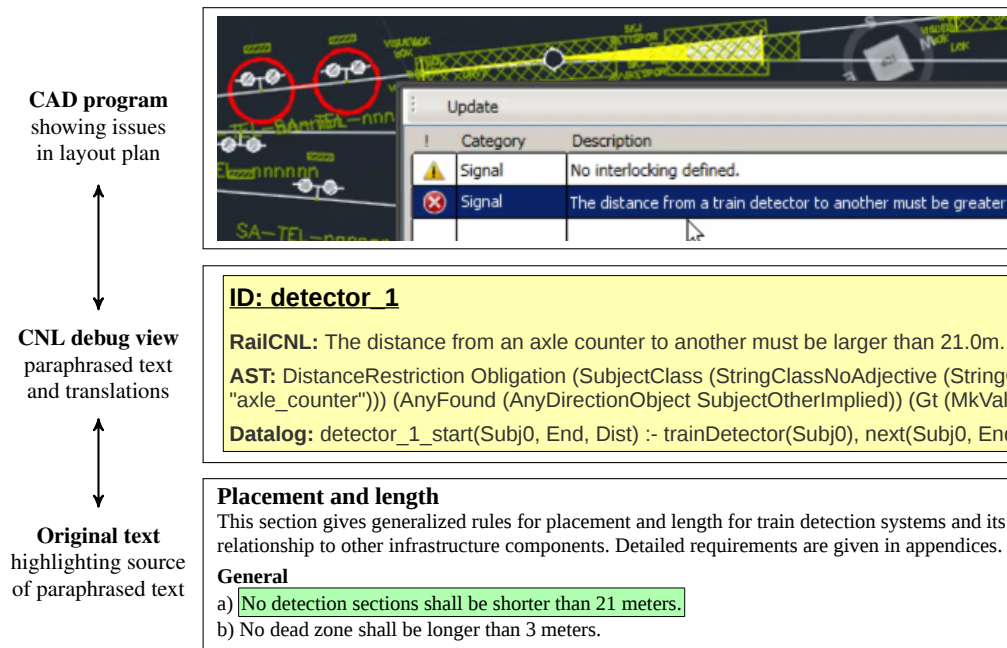 CAD program
showing issues
in layout plan
Update
! Category Description
Signal No interlocking defined.
Signal The distance from a train detector to another must be greater
SA-TEL-nnnnnn
CNL debug view
paraphrased text
and translations
ID: detector_1
RailCNL: The distance from an axle counter to another must be larger than 21.0m.
AST: DistanceRestriction Obligation (SubjectClass (StringClassNoAdjective (String
"axle_counter"))) (AnyFound (AnyDirectionObject SubjectOtherImplied)) (Gt (MkVal
Datalog: detector_1_start(Subj0, End, Dist) :- trainDetector(Subj0), next(Subj0, End
Original text
highlighting source
of paraphrased text
Placement and length
This section gives generalized rules for placement and length for train detection systems and its
relationship to other infrastructure components. Detailed requirements are given in appendices.
General
a) No detection sections shall be shorter than 21 meters.
b) No dead zone shall be longer than 3 meters.